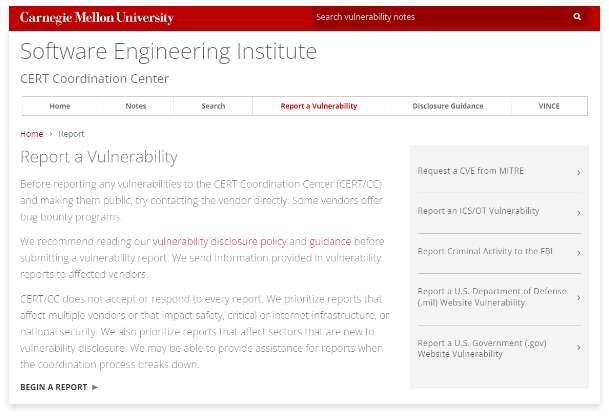 Carnegie Mellon University
Search vulnerability notes
Software Engineering Institute
CERT Coordination Center
Home
Notes
Search
Report a Vulnerability
Disclosure Guidance
VINCE
Home › Report
Report a Vulnerability
Before reporting any vulnerabilities to the CERT Coordination Center (CERT/CC)
and making them public, try contacting the vendor directly. Some vendors offer
bug bounty programs.
We recommend reading our vulnerability disclosure policy and guidance before
submitting a vulnerability report. We send information provided in vulnerability
reports to affected vendors.
CERT/CC does not accept or respond to every report. We prioritize reports that
affect multiple vendors or that impact safety, critical or internet infrastructure, or
national security. We also prioritize reports that affect sectors that are new to
vulnerability disclosure. We may be able to provide assistance for reports when
the coordination process breaks down.
BEGIN A REPORT ▶
Request a CVE from MITRE ›
Report an ICS/OT Vulnerability ›
Report Criminal Activity to the FBI ›
Report a U.S. Department of Defense
(.mil) Website Vulnerability ›
Report a U.S. Government (.gov)
Website Vulnerability ›